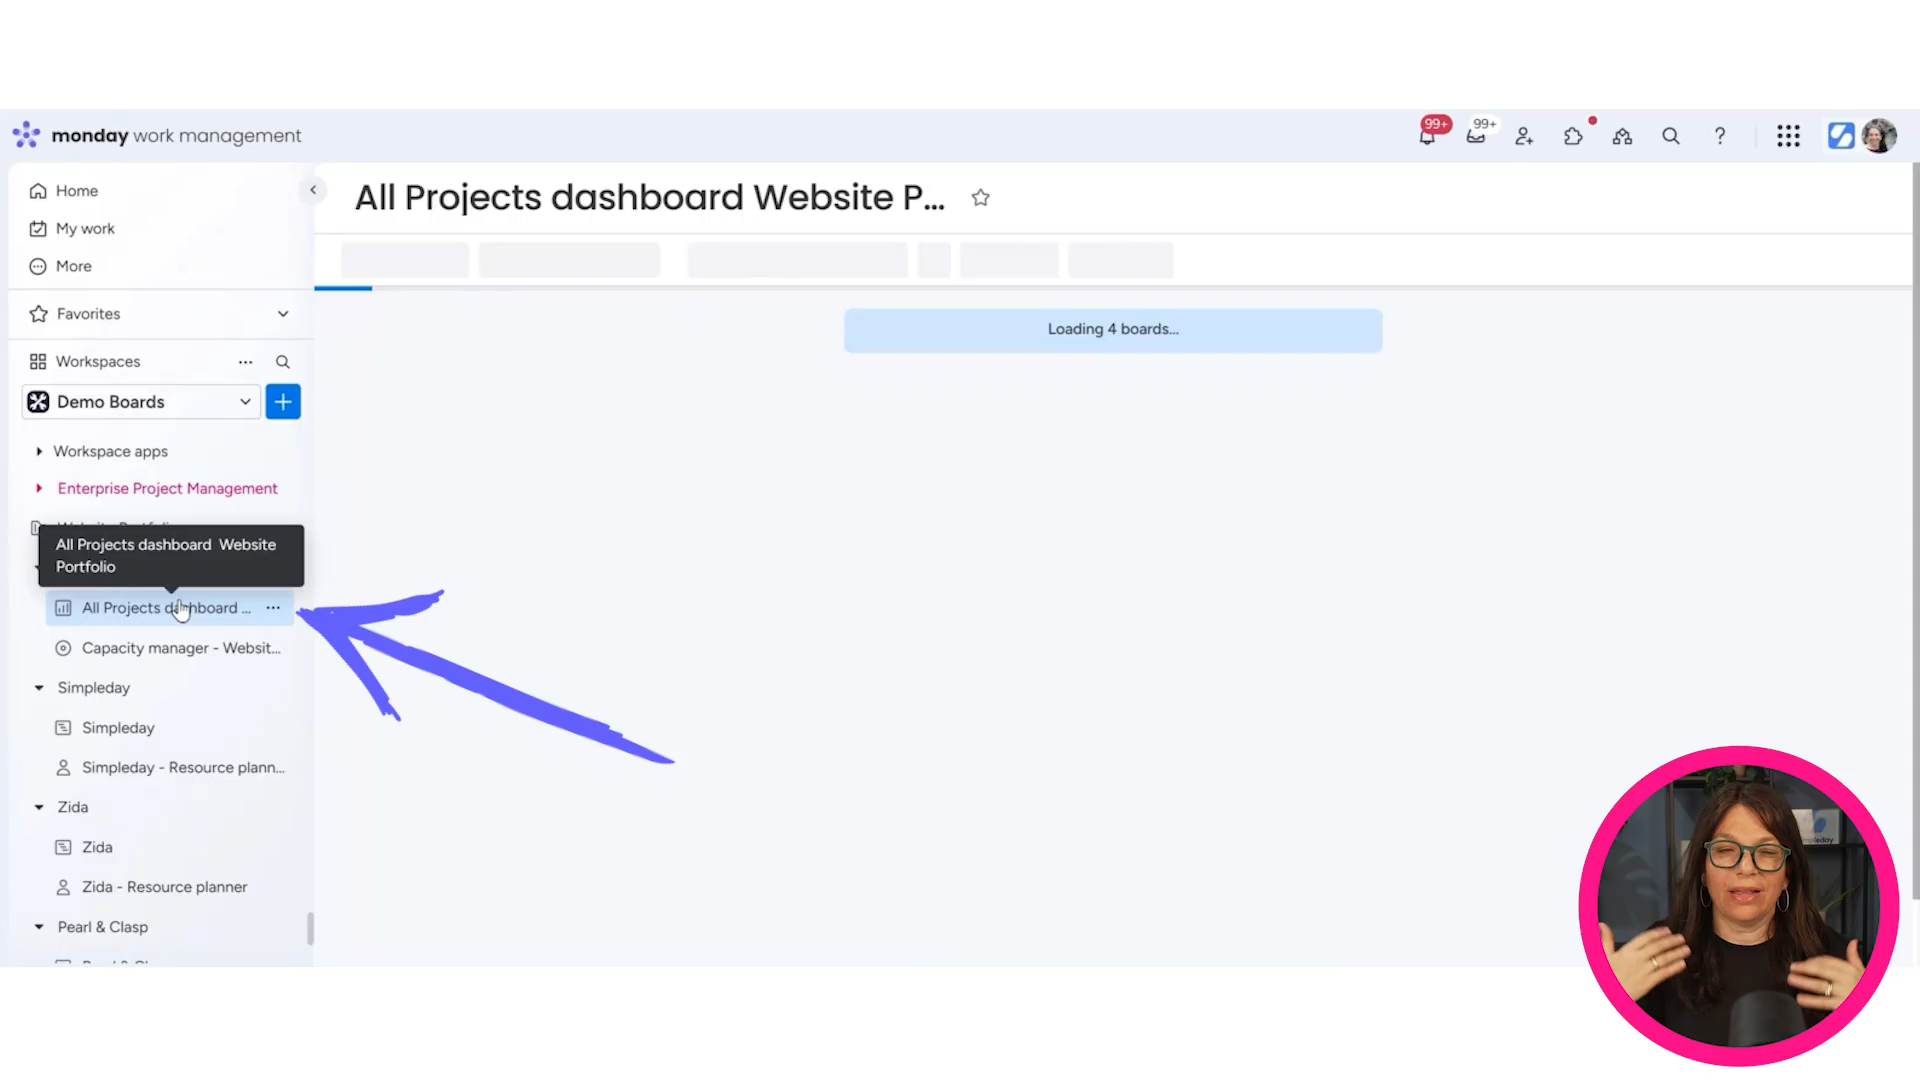 monday work management
99+
99+
Home
My work
More
Favorites
Workspaces
Demo Boards
Workspace apps
Enterprise Project Management
All Projects dashboard Website
Portfolio
All Projects dashboard ...
Capacity manager - Websit...
Simpleday
Simpleday
Simpleday - Resource plann...
Zida
Zida
Zida - Resource planner
Pearl & Clasp
All Projects dashboard Website P...
Loading 4 boards...